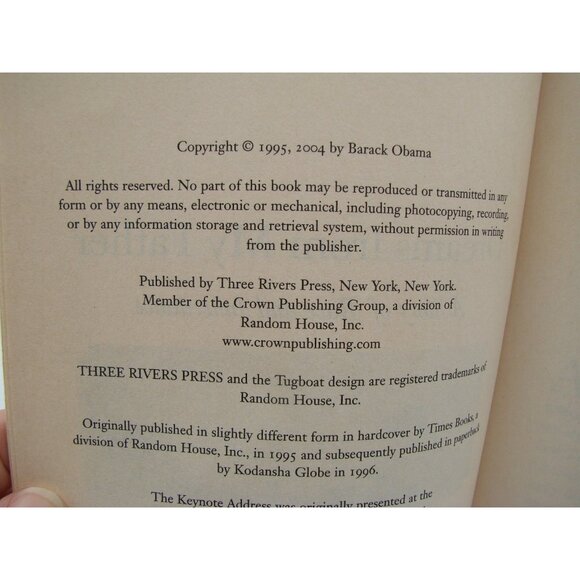 Copyright © 1995, 2004 by Barack Obama
All rights reserved. No part of this book may be reproduced or transmitted in any
form or by any means, electronic or mechanical, including photocopying, recording,
or by any information storage and retrieval system, without permission in writing
from the publisher.
Published by Three Rivers Press, New York, New York.
Member of the Crown Publishing Group, a division of
Random House, Inc.
www.crownpublishing.com
THREE RIVERS PRESS and the Tugboat design are registered trademarks of
Random House, Inc.
Originally published in slightly different form in hardcover by Times Books, a
division of Random House, Inc., in 1995 and subsequently published in paperback
by Kodansha Globe in 1996.
The Keynote Address was originally presented at the